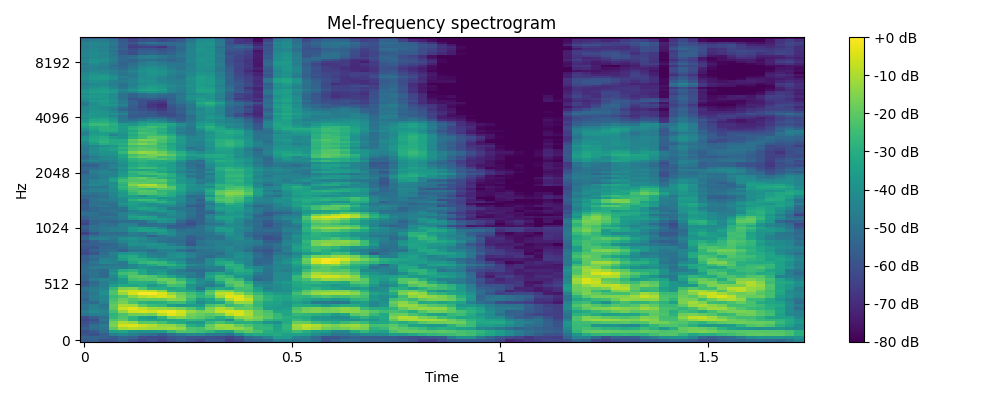 Mel-frequency spectrogram
8192
4096
2048
1024
512
0
Hz
0
0.5
1
1.5
Time
+0 dB
-10 dB
-20 dB
-30 dB
-40 dB
-50 dB
-60 dB
-70 dB
-80 dB